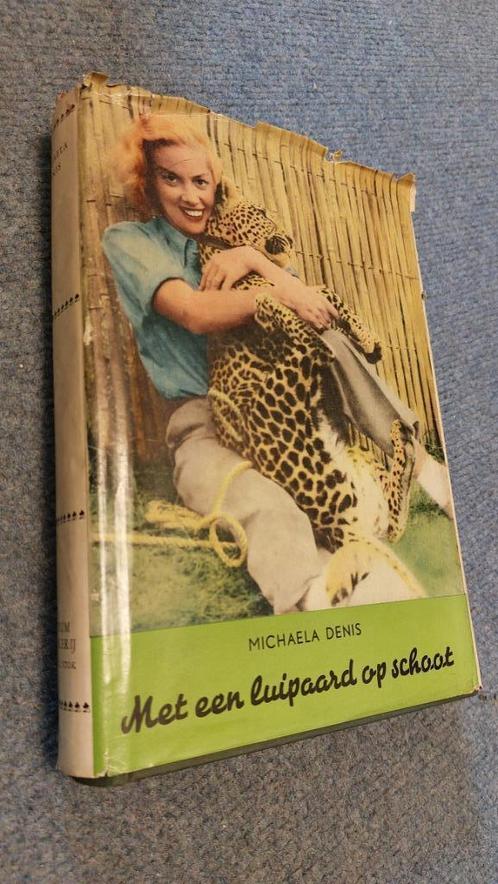 MICHAELA DENIS
Met een luipaard op schoot